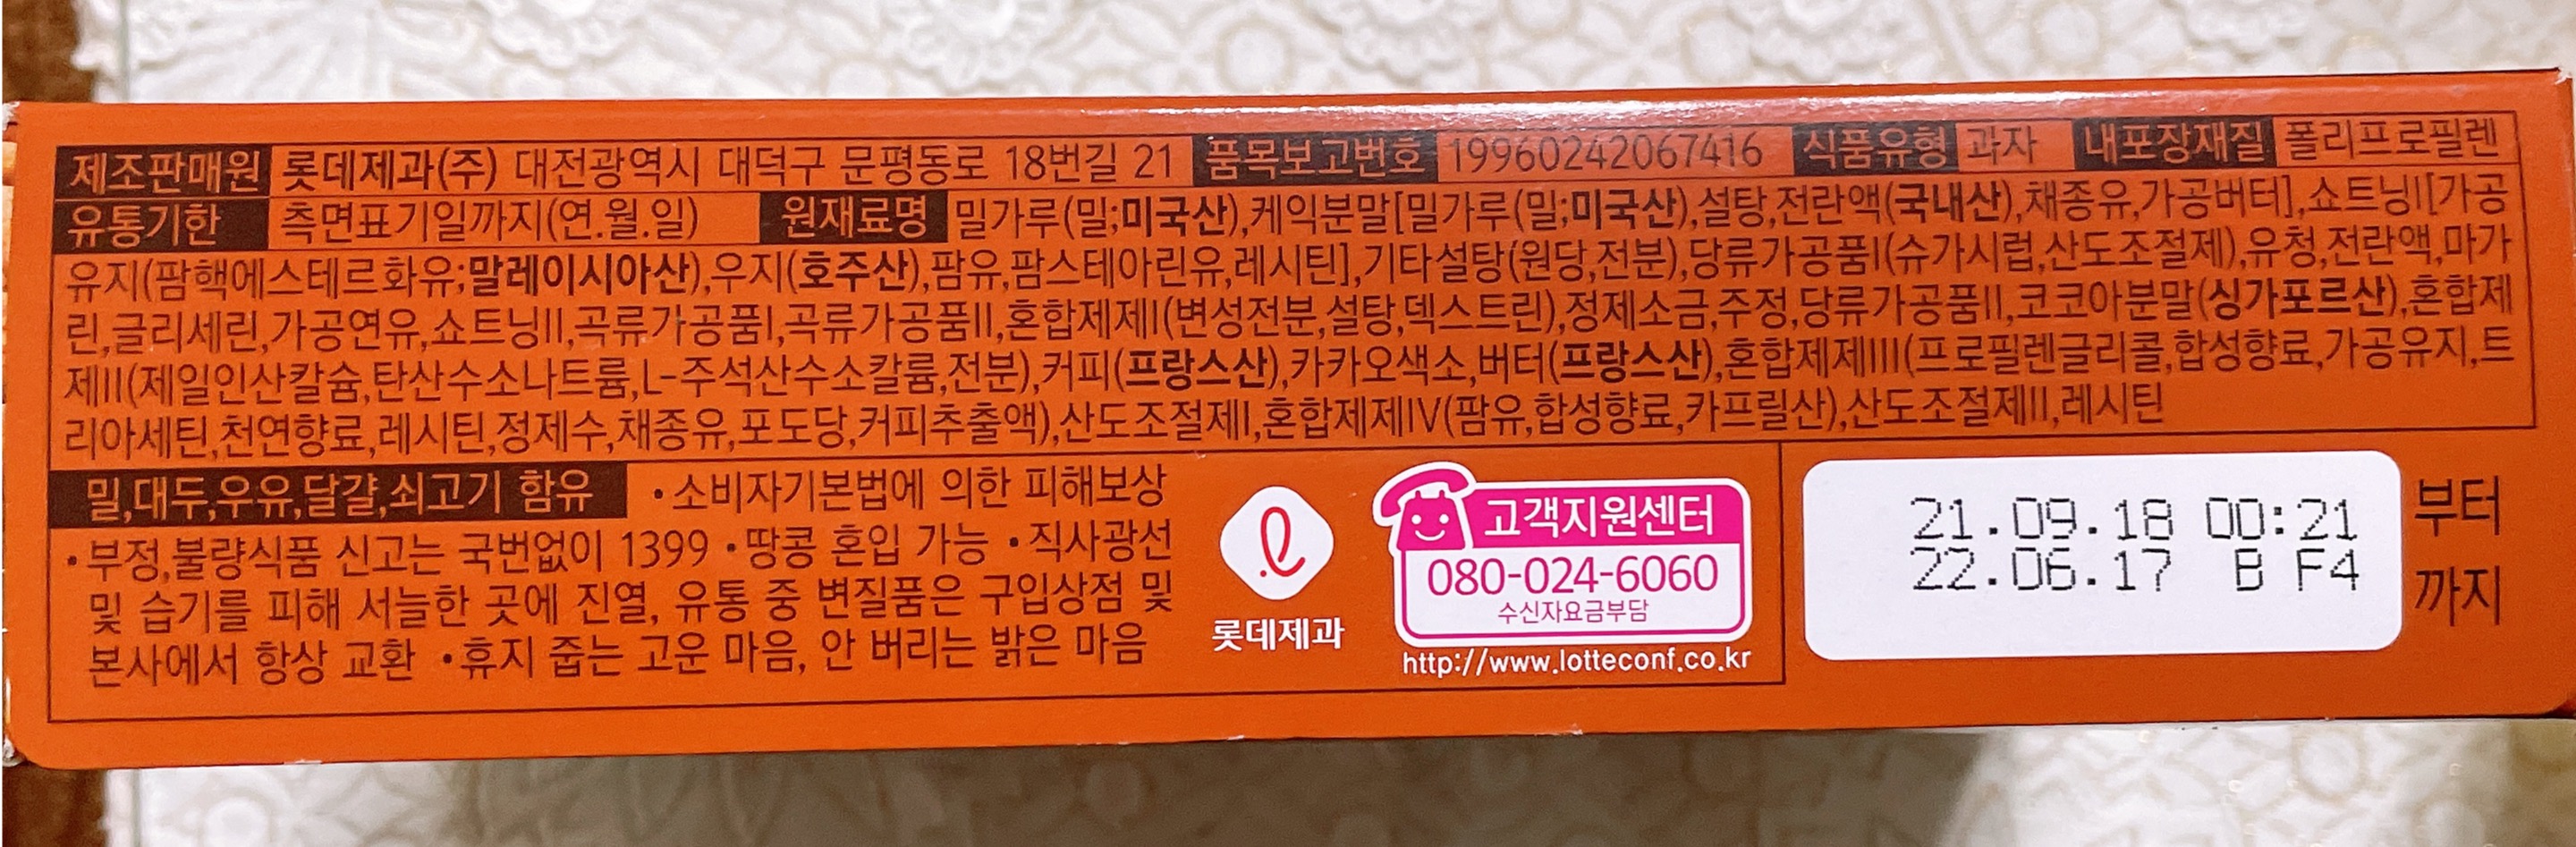 제조판매원 롯데제과(주) 대전광역시 대덕구 문평동로 18번길 21 품목보고번호 19960242067416 식품유형 과자 내포장재질 폴리프로필렌
유통기한 측면표기일까지(연.월.일) 원재료명 밀가루(밀;미국산),케익분말[밀가루(밀;미국산),설탕,전란액(국내산),채종유,가공버터],쇼트닝I[가공
유지(팜핵에스테르화유;말레이시아산),우지(호주산),팜유,팜스테아린유,레시틴],기타설탕(원당,전분),당류가공품I(슈가시럽,산도조절제),유청,전란액,마가
린,글리세린,가공연유,쇼트닝II,곡류가공품I,곡류가공품II,혼합제제I(변성전분,설탕,덱스트린),정제소금,주정,당류가공품II,코코아분말(싱가포르산),혼합제
제II(제일인산칼슘,탄산수소나트륨,L-주석산수소칼륨,전분),커피(프랑스산),카카오색소,버터(프랑스산),혼합제제III(프로필렌글리콜,합성향료,가공유지,트
리아세틴,천연향료,레시틴,정제수,채종유,포도당,커피추출액),산도조절제I,혼합제제IV(팜유,합성향료,카프릴산),산도조절제II,레시틴
밀,대두,우유,달걀,쇠고기 함유 •소비자기본법에 의한 피해보상
•부정,불량식품 신고는 국번없이 1399 •땅콩 혼입 가능 •직사광선
및 습기를 피해 서늘한 곳에 진열, 유통 중 변질품은 구입상점 및
본사에서 항상 교환 •휴지 줍는 고운 마음, 안 버리는 밝은 마음
롯데제과
고객지원센터
080-024-6060
수신자요금부담
http://www.lotteconf.co.kr
21.09.18 00:21 부터
22.06.17 B F4 까지